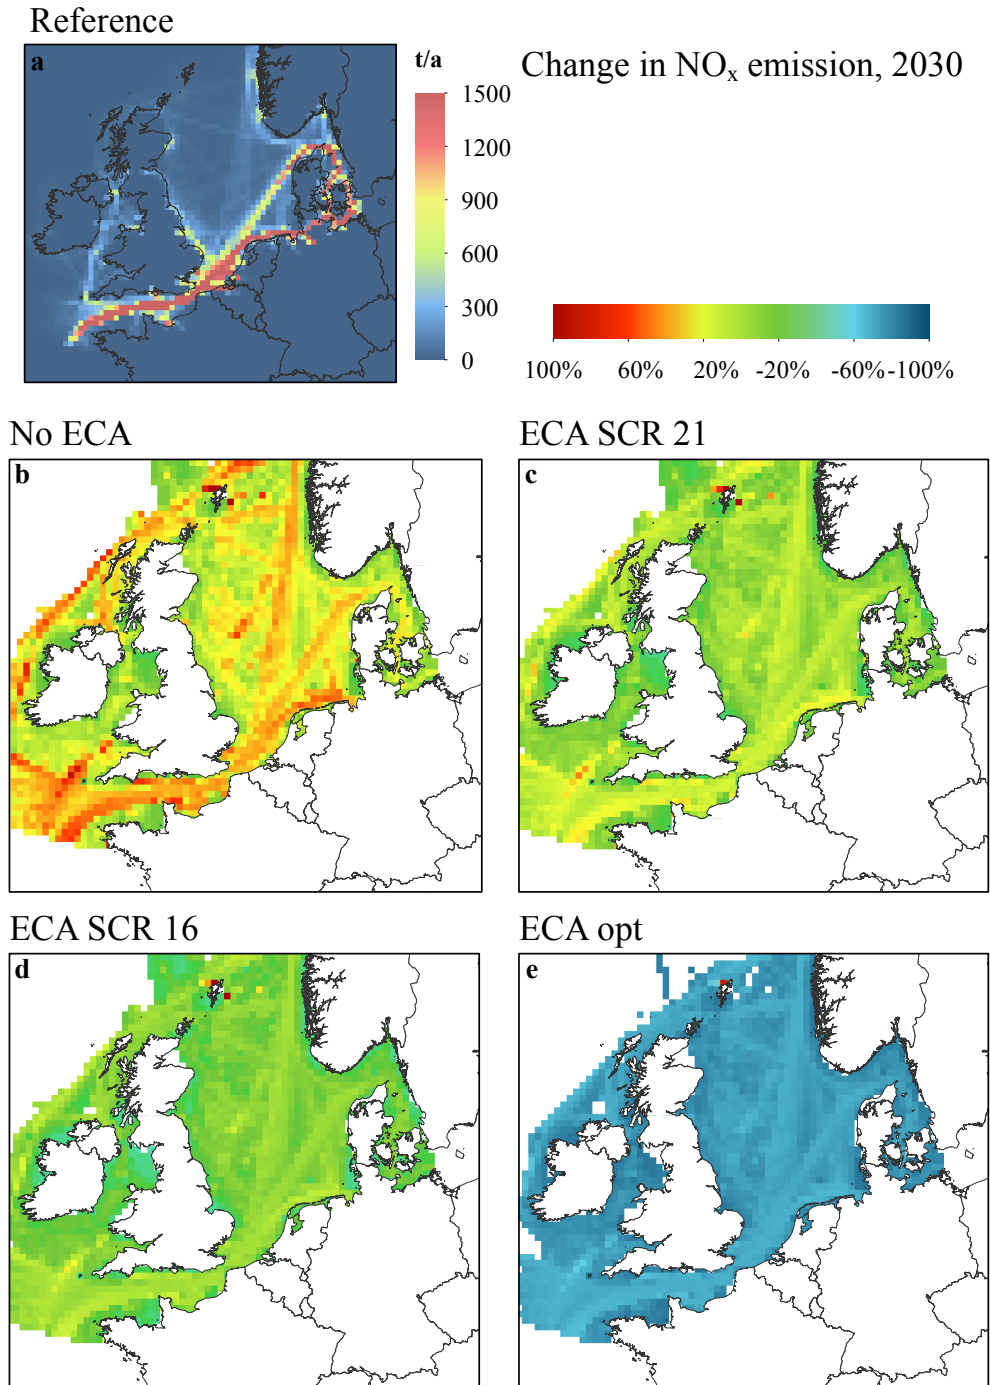 Reference
a
t/a
Change in NOx emission, 2030
1500
1200
900
600
300
0
100% 60% 20% -20% -60% -100%
No ECA
ECA SCR 21
b
c
ECA SCR 16
ECA opt
d
e